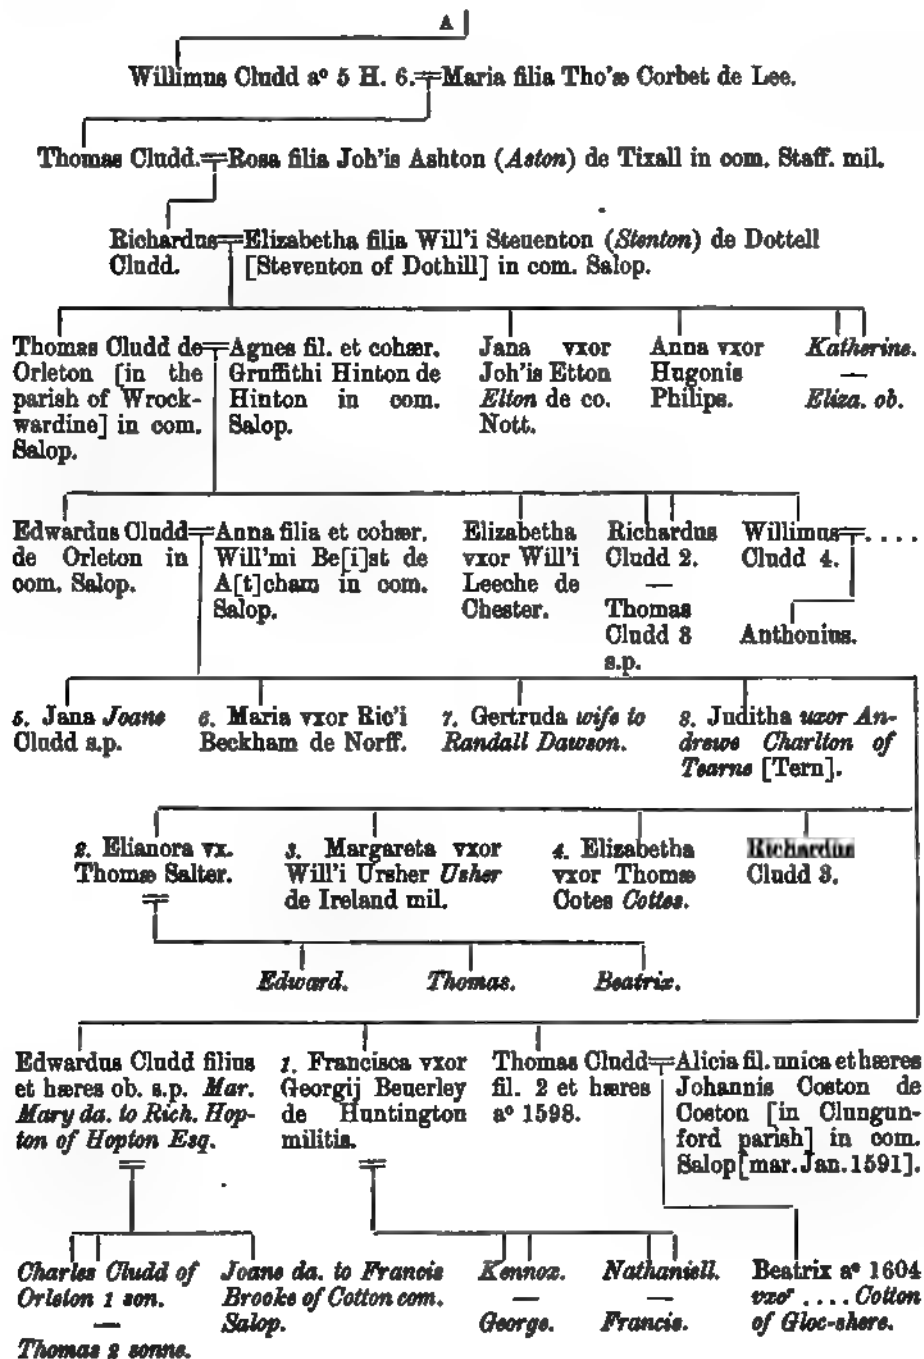 A
Willimus Cludd aº 5 H. 6.=Maria filia Tho'æ Corbet de Lee.
Thomas Cludd.=Rosa filia Joh'is Ashton (Aston) de Tixall in com. Staff. mil.
Richardus=Elizabetha filia Will'i Steuenton (Stenton) de Dottell
Cludd. [Steventon of Dothill] in com. Salop.
Thomas Cludd de=Agnes fil. et cohær.
Orleton [in the Gruffithi Hinton de
parish of Wrock- Hinton in com.
wardine] in com. Salop.
Salop.
Jana vxor
Joh'is Etton
Elton de co.
Nott.
Anna vxor
Hugonis
Philips.
Katherine.
—
Eliza. ob.
Edwardus Cludd=Anna filia et cohær.
de Orleton in Will'mi Be[i]st de
com. Salop. A[t]cham in com.
Salop.
Elizabetha
vxor Will'i
Leeche de
Chester.
Richardus
Cludd 2.
—
Thomas
Cludd 3
s.p.
Willimus=....
Cludd 4.
Anthonius.
5. Jana Joane
Cludd s.p.
6. Maria vxor Ric'i
Beckham de Norff.
7. Gertruda wife to
Randall Dawson.
8. Juditha uxor An-
drewe Charlton of
Tearne [Tern].
2. Elianora vx.
Thomæ Salter.
3. Margareta vxor
Will'i Ursher Usher
de Ireland mil.
4. Elizabetha
vxor Thomæ
Cotes Cottes.
Richardus
Cludd 3.
Edward.
Thomas.
Beatrix.
Edwardus Cludd filius
et hæres ob. s.p. Mar.
Mary da. to Rich. Hop-
ton of Hopton Esq.
1. Francisca vxor
Georgij Beuerley
de Huntington
militis.
Thomas Cludd=Alicia fil. unica et hæres
fil. 2 et hæres Johannis Coston de
aº 1598. Coston [in Clungun-
ford parish] in com.
Salop[mar. Jan. 1591].
Charles Cludd of
Orleton 1 son.
—
Thomas 2 sonne.
Joane da. to Francis
Brooke of Cotton com.
Salop.
Kennox.
—
George.
Nathaniell.
—
Francis.
Beatrix aº 1604
vxoʳ .... Cotton
of Gloc-shere.